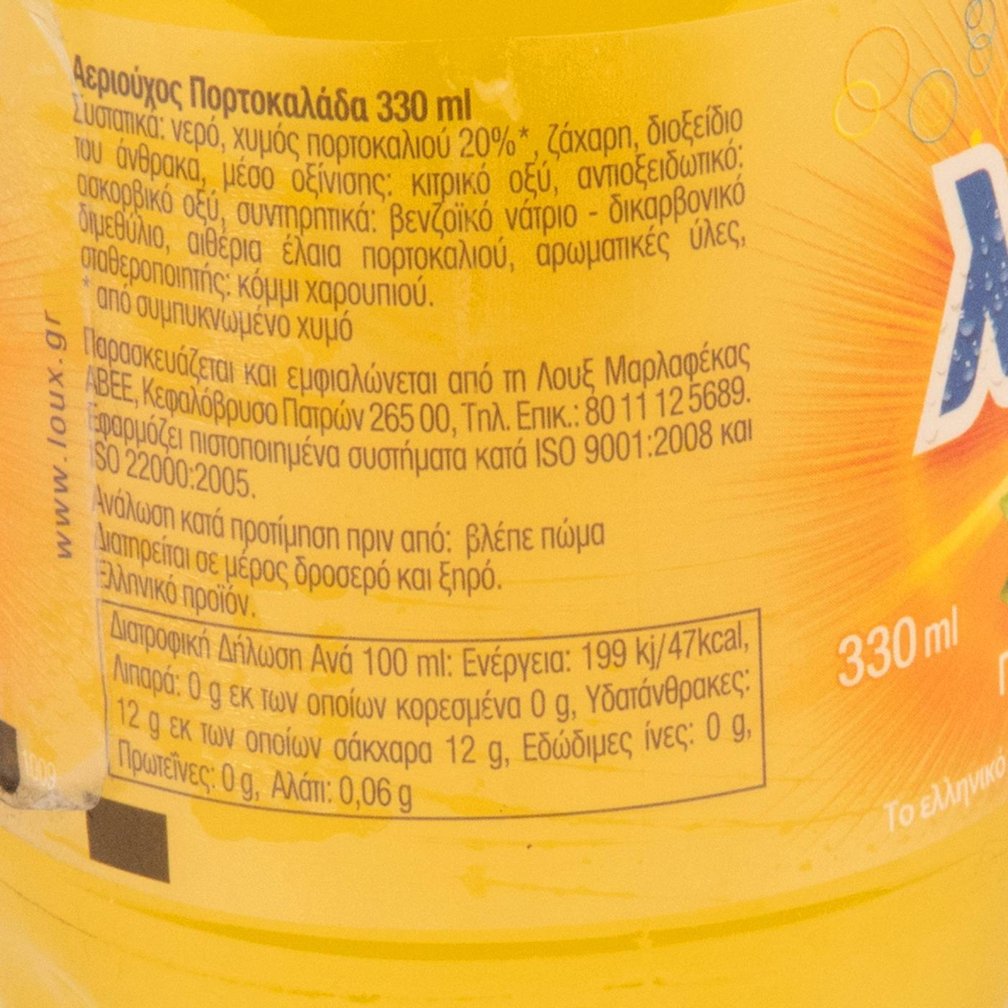 Αεριούχος Πορτοκαλάδα 330 ml
Συστατικά: νερό, χυμός πορτοκαλιού 20%*, ζάχαρη, διοξείδιο
του άνθρακα, μέσο οξίνισης: κιτρικό οξύ, αντιοξειδωτικό:
ασκορβικό οξύ, συντηρητικά: βενζοϊκό νάτριο - δικαρβονικό
διμεθύλιο, αιθέρια έλαια πορτοκαλιού, αρωματικές ύλες,
σταθεροποιητής: κόμμι χαρουπιού.
* από συμπυκνωμένο χυμό
Παρασκευάζεται και εμφιαλώνεται από τη Λουξ Μαρλαφέκας
ΑΒΕΕ, Κεφαλόβρυσο Πατρών 265 00, Τηλ. Επικ.: 80 11 12 5689.
Εφαρμόζει πιστοποιημένα συστήματα κατά ISO 9001:2008 και
ISO 22000:2005.
Ανάλωση κατά προτίμηση πριν από: βλέπε πώμα
Διατηρείται σε μέρος δροσερό και ξηρό.
Ελληνικό προϊόν.
Διατροφική Δήλωση Ανά 100 ml: Ενέργεια: 199 kj/47kcal,
Λιπαρά: 0 g εκ των οποίων κορεσμένα 0 g, Υδατάνθρακες:
12 g εκ των οποίων σάκχαρα 12 g, Εδώδιμες ίνες: 0 g,
Πρωτεΐνες: 0 g, Αλάτι: 0,06 g
www.loux.gr
100g
330 ml
Το ελληνικό